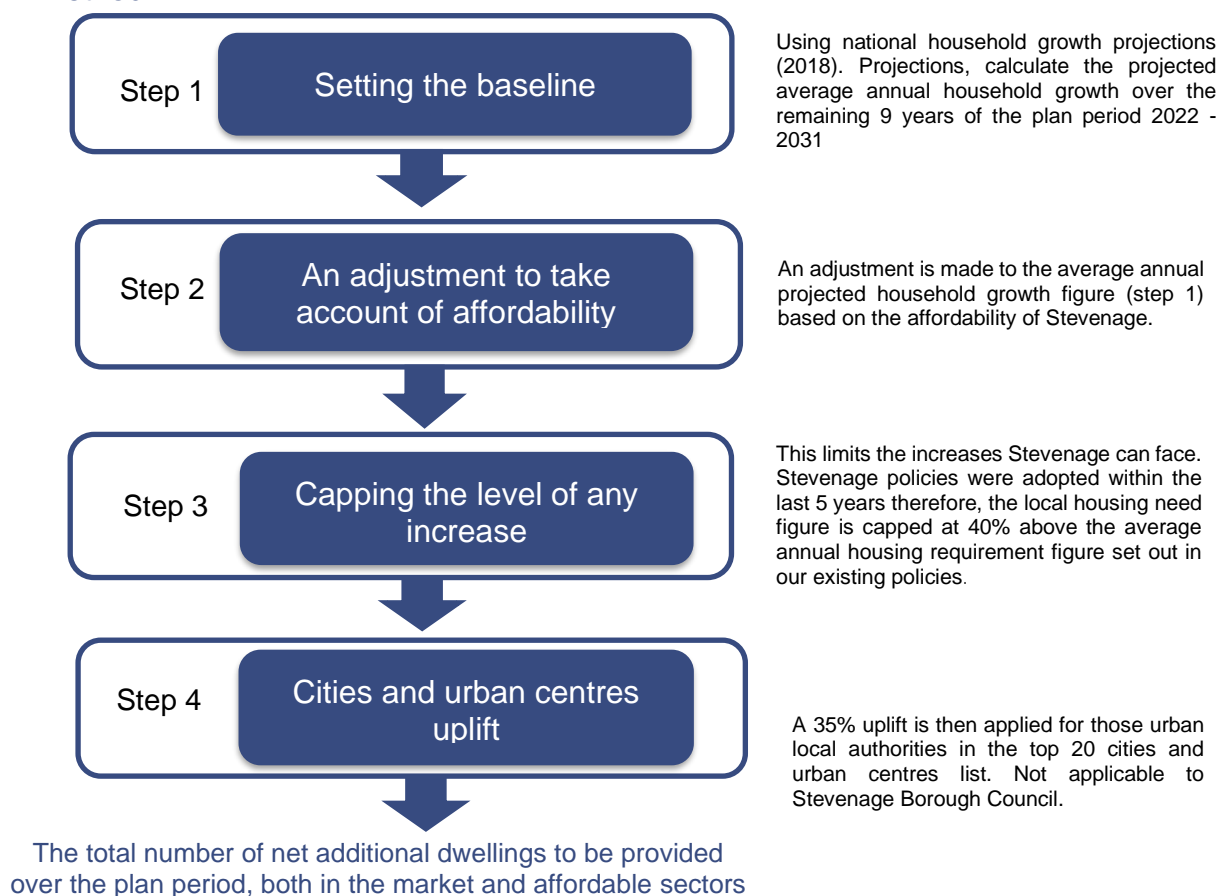 Step 1
Setting the baseline
Using national household growth projections
(2018). Projections, calculate the projected
average annual household growth over the
remaining 9 years of the plan period 2022 -
2031
Step 2
An adjustment to take
account of affordability
An adjustment is made to the average annual
projected household growth figure (step 1)
based on the affordability of Stevenage.
Step 3
Capping the level of any
increase
This limits the increases Stevenage can face.
Stevenage policies were adopted within the
last 5 years therefore, the local housing need
figure is capped at 40% above the average
annual housing requirement figure set out in
our existing policies.
Step 4
Cities and urban centres
uplift
A 35% uplift is then applied for those urban
local authorities in the top 20 cities and
urban centres list. Not applicable to
Stevenage Borough Council.
The total number of net additional dwellings to be provided
over the plan period, both in the market and affordable sectors